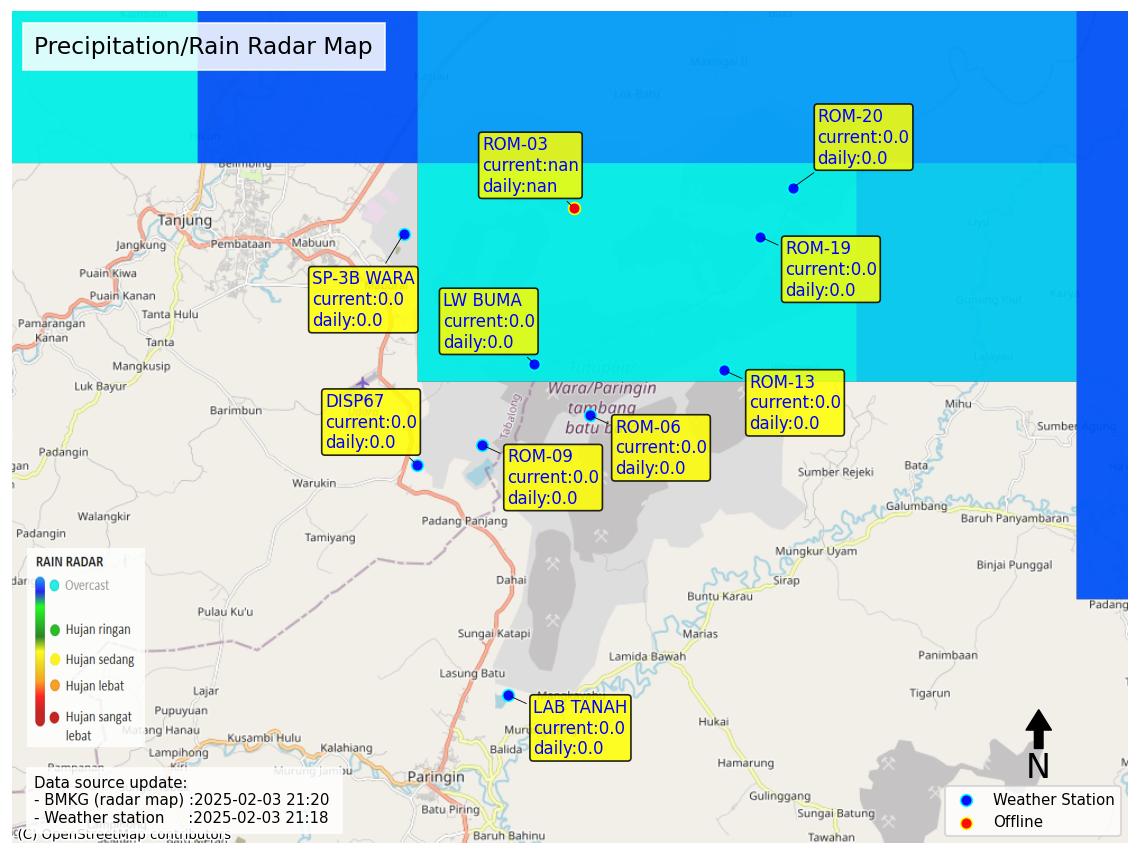 Precipitation/Rain Radar Map
Maningai II
Loa-Batu
ROM-20
current:0.0
daily:0.0
ROM-03
current:nan
daily:nan
Belimbing
Tanjung
Jangkung
Pembataan
Mabuun
ROM-19
current:0.0
daily:0.0
SP-3B WARA
current:0.0
daily:0.0
Puain Kiwa
Puain Kanan
Tanta Hulu
LW BUMA
current:0.0
daily:0.0
Pamarangan
Kanan
Tanta
Mangkusip
Luk Bayur
Wara/Paringin
tambang
batu b
ROM-13
current:0.0
daily:0.0
Tabalong
Mihu
Barimbun
DISP67
current:0.0
daily:0.0
ROM-06
current:0.0
daily:0.0
Sumber Agung
Padangin
Warukin
ROM-09
current:0.0
daily:0.0
Bata
Sumber Rejeki
Galumbang
Baruh Panyambaran
Walangkir
Padangin
Padang Panjang
Tamiyang
Mungkur Uyam
Binjai Punggal
RAIN RADAR
Overcast
Hujan ringan
Hujan sedang
Hujan lebat
Hujan sangat
lebat
Dahai
Sirap
Buntu Karau
Padang
Pulau Ku'u
Sungai Katapi
Marias
Lamida Bawah
Panimbaan
Lasung Batu
Tigarun
Lajar
Pupuyuan
Matang Hanau
LAB TANAH
current:0.0
daily:0.0
Hukai
Kusambi Hulu
Kalahiang
Lampihong
Kiri
Balida
Hamarung
Murung Jambu
Paringin
Gulinggang
N
Data source update:
- BMKG (radar map) :2025-02-03 21:20
- Weather station :2025-02-03 21:18
Weather Station
Offline
Batu Piring
Sungai Batung
(C) OpenStreetMap contributors
Baruh Bahinu
Tawahan